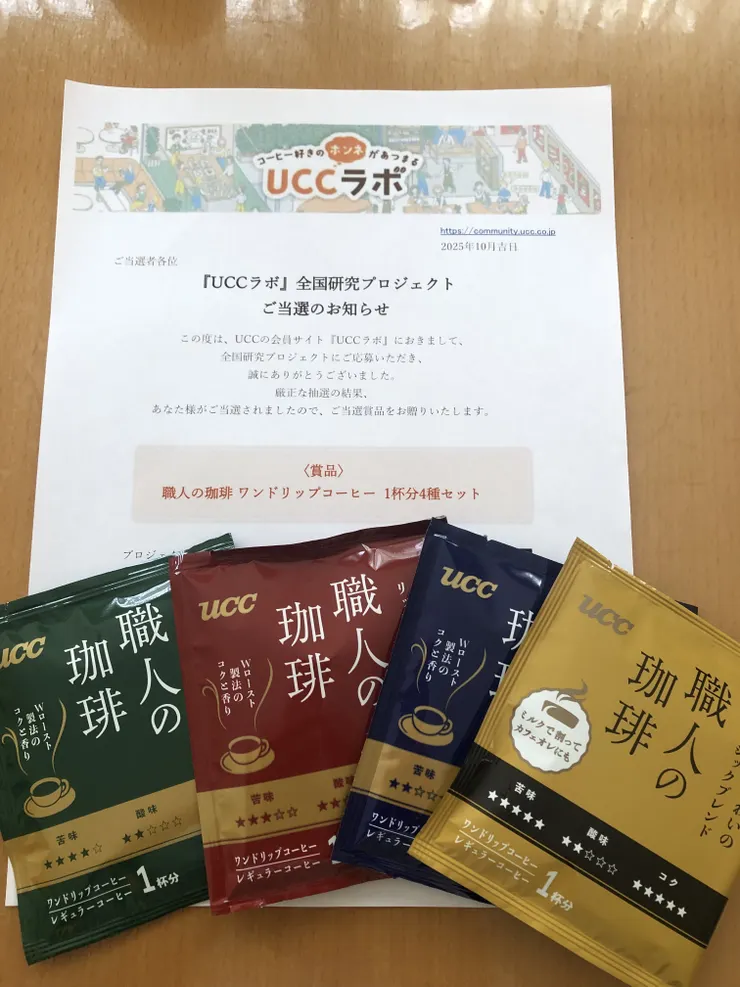 コーヒー好きのホンネがあつまる
UCCラボ
https://community.ucc.co.jp
2025年10月吉日
ご当選者各位
『UCCラボ』全国研究プロジェクト
ご当選のお知らせ
この度は、UCCの会員サイト『UCCラボ』におきまして、
全国研究プロジェクトにご応募いただき、
誠にありがとうございました。
厳正な抽選の結果、
あなた様がご当選されましたので、ご当選賞品をお贈りいたします。
〈賞品〉
職人の珈琲 ワンドリップコーヒー 1杯分4種セット
プロジェ
ucc
職人の
珈琲
Wロースト
製法の
コクと香り
苦味
★★★★☆
酸味
★★☆☆☆
ワンドリップコーヒー
レギュラーコーヒー
1杯分
ucc
職人の
珈琲
Wロースト
製法の
コクと香り
苦味
★★★☆☆
酸味
ワンドリップコーヒー
レギュラーコーヒー
ucc
Wロースト
製法の
コクと香り
苦味
ワンドリップ
レギュラーコ
ucc
職人の
珈琲
わいの
ブレンド
ミルクで割って
カフェオレにも
苦味
★★★★★
酸味
★★☆☆☆
コク
★★★★★
ワンドリップコーヒー
レギュラーコーヒー
1杯分